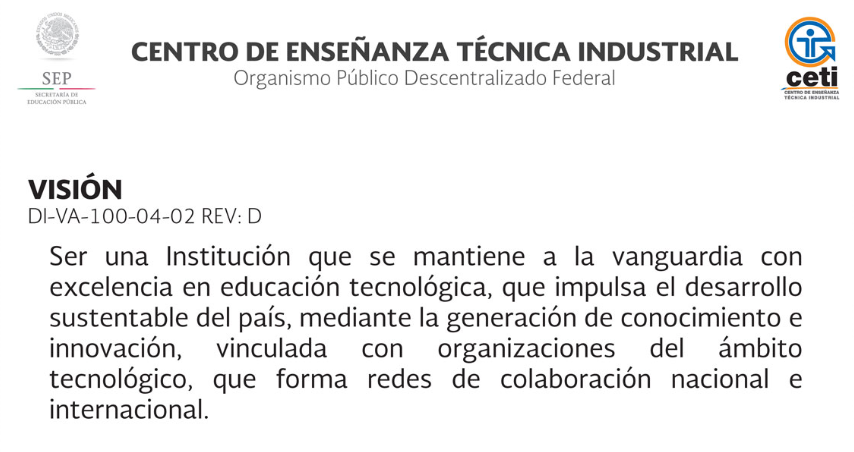 CENTRO DE ENSEÑANZA TÉCNICA INDUSTRIAL
Organismo Público Descentralizado Federal
SEP
SECRETARÍA DE
EDUCACIÓN PÚBLICA
ceti
CENTRO DE ENSEÑANZA
TÉCNICA INDUSTRIAL
VISIÓN
DI-VA-100-04-02 REV: D
Ser una Institución que se mantiene a la vanguardia con
excelencia en educación tecnológica, que impulsa el desarrollo
sustentable del país, mediante la generación de conocimiento e
innovación, vinculada con organizaciones del ámbito
tecnológico, que forma redes de colaboración nacional e
internacional.